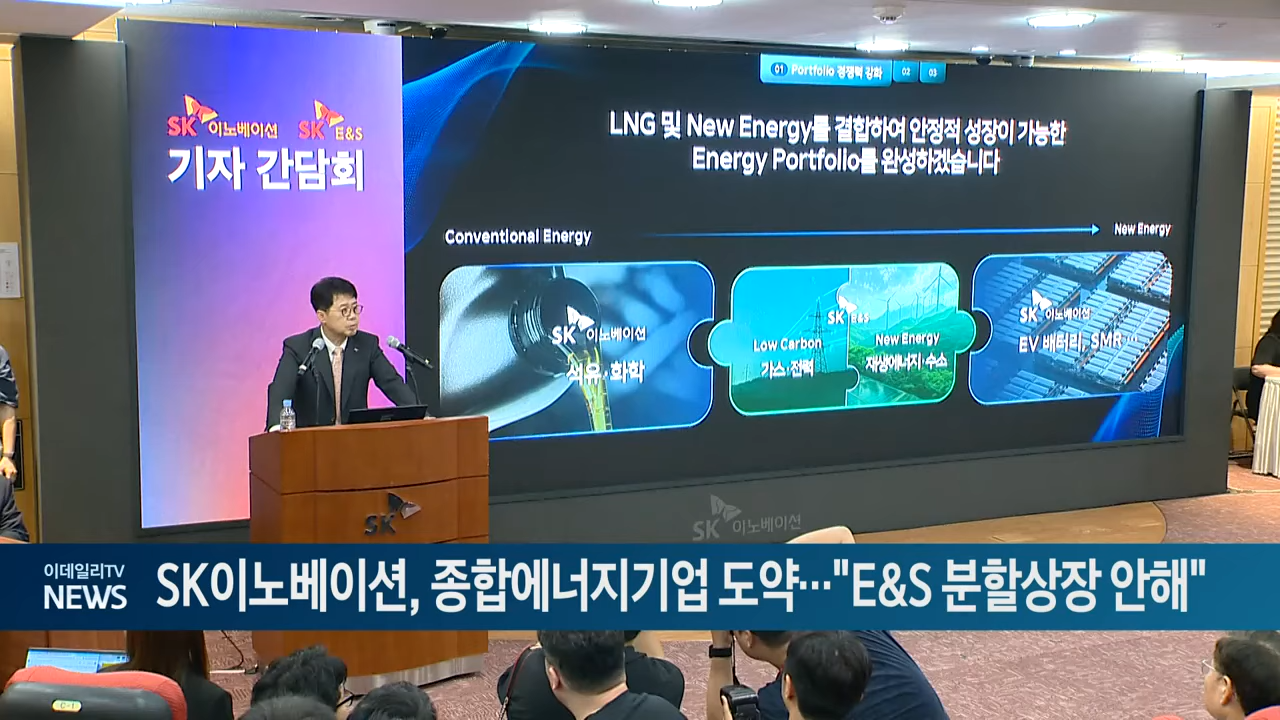 01 Portfolio 경쟁력 강화 02 03
SK 이노베이션 SK E&S
기자 간담회
LNG 및 New Energy를 결합하여 안정적 성장이 가능한
Energy Portfolio를 완성하겠습니다
Conventional Energy
New Energy
SK 이노베이션
석유·화학
SK E&S
Low Carbon
가스·전력
New Energy
재생에너지·수소
SK 이노베이션
EV 배터리, SMR ...
SK
SK 이노베이션
이데일리TV
NEWS
SK이노베이션, 종합에너지기업 도약…"E&S 분할상장 안해"
C-1